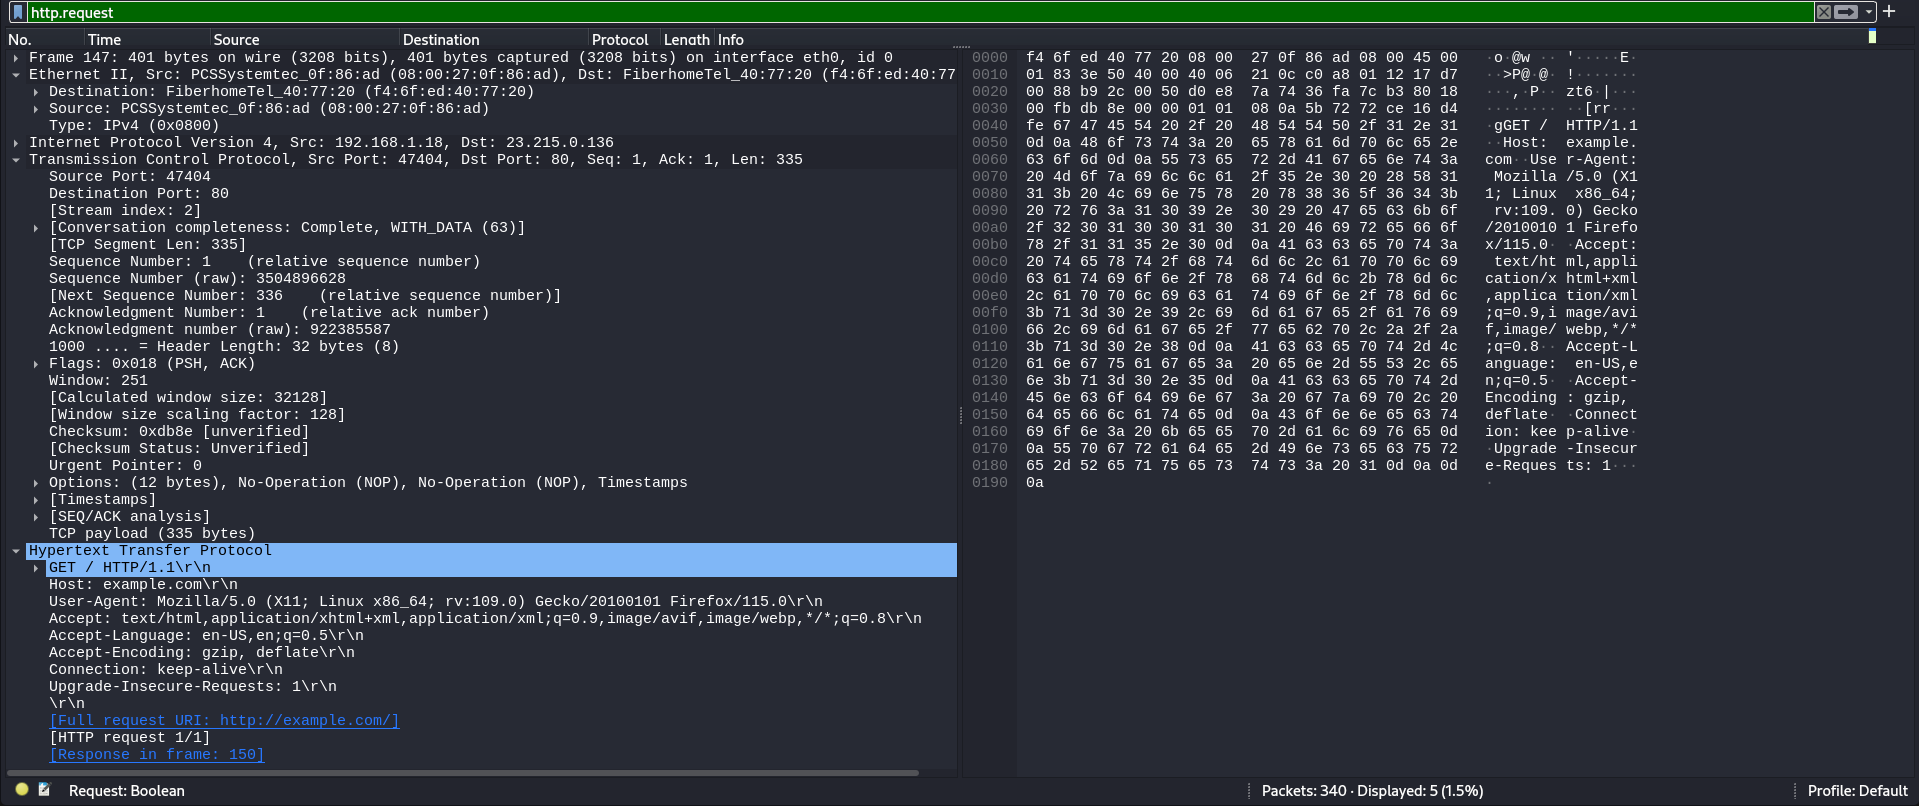 http.request
No. Time Source Destination Protocol Length Info
Frame 147: 401 bytes on wire (3208 bits), 401 bytes captured (3208 bits) on interface eth0, id 0
Ethernet II, Src: PCSSystemtec_0f:86:ad (08:00:27:0f:86:ad), Dst: FiberhomeTel_40:77:20 (f4:6f:ed:40:77
Destination: FiberhomeTel_40:77:20 (f4:6f:ed:40:77:20)
Source: PCSSystemtec_0f:86:ad (08:00:27:0f:86:ad)
Type: IPv4 (0x0800)
Internet Protocol Version 4, Src: 192.168.1.18, Dst: 23.215.0.136
Transmission Control Protocol, Src Port: 47404, Dst Port: 80, Seq: 1, Ack: 1, Len: 335
Source Port: 47404
Destination Port: 80
[Stream index: 2]
[Conversation completeness: Complete, WITH_DATA (63)]
[TCP Segment Len: 335]
Sequence Number: 1    (relative sequence number)
Sequence Number (raw): 3504896628
[Next Sequence Number: 336    (relative sequence number)]
Acknowledgment Number: 1    (relative ack number)
Acknowledgment number (raw): 922385587
1000 .... = Header Length: 32 bytes (8)
Flags: 0x018 (PSH, ACK)
Window: 251
[Calculated window size: 32128]
[Window size scaling factor: 128]
Checksum: 0xdb8e [unverified]
[Checksum Status: Unverified]
Urgent Pointer: 0
Options: (12 bytes), No-Operation (NOP), No-Operation (NOP), Timestamps
[Timestamps]
[SEQ/ACK analysis]
TCP payload (335 bytes)
Hypertext Transfer Protocol
GET / HTTP/1.1\r\n
Host: example.com\r\n
User-Agent: Mozilla/5.0 (X11; Linux x86_64; rv:109.0) Gecko/20100101 Firefox/115.0\r\n
Accept: text/html,application/xhtml+xml,application/xml;q=0.9,image/avif,image/webp,*/*;q=0.8\r\n
Accept-Language: en-US,en;q=0.5\r\n
Accept-Encoding: gzip, deflate\r\n
Connection: keep-alive\r\n
Upgrade-Insecure-Requests: 1\r\n
\r\n
[Full request URI: http://example.com/]
[HTTP request 1/1]
[Response in frame: 150]
0000 f4 6f ed 40 77 20 08 00 27 0f 86 ad 08 00 45 00 ·o·@w ·· '·····E·
0010 01 83 3e 50 40 00 40 06 21 0c c0 a8 01 12 17 d7 ··>P@·@· !·······
0020 00 88 b9 2c 00 50 d0 e8 7a 74 36 fa 7c b3 80 18 ···,·P·· zt6·|···
0030 00 fb db 8e 00 00 01 01 08 0a 5b 72 72 ce 16 d4 ········ ··[rr···
0040 fe 67 47 45 54 20 2f 20 48 54 54 50 2f 31 2e 31 ·gGET / HTTP/1.1
0050 0d 0a 48 6f 73 74 3a 20 65 78 61 6d 70 6c 65 2e ··Host: example.
0060 63 6f 6d 0d 0a 55 73 65 72 2d 41 67 65 6e 74 3a com··Use r-Agent:
0070 20 4d 6f 7a 69 6c 6c 61 2f 35 2e 30 20 28 58 31 Mozilla /5.0 (X1
0080 31 3b 20 4c 69 6e 75 78 20 78 38 36 5f 36 34 3b 1; Linux x86_64;
0090 20 72 76 3a 31 30 39 2e 30 29 20 47 65 63 6b 6f rv:109. 0) Gecko
00a0 2f 32 30 31 30 30 31 30 31 20 46 69 72 65 66 6f /2010010 1 Firefo
00b0 78 2f 31 31 35 2e 30 0d 0a 41 63 63 65 70 74 3a x/115.0· ·Accept:
00c0 20 74 65 78 74 2f 68 74 6d 6c 2c 61 70 70 6c 69 text/ht ml,appli
00d0 63 61 74 69 6f 6e 2f 78 68 74 6d 6c 2b 78 6d 6c cation/x html+xml
00e0 2c 61 70 70 6c 69 63 61 74 69 6f 6e 2f 78 6d 6c ,applica tion/xml
00f0 3b 71 3d 30 2e 39 2c 69 6d 61 67 65 2f 61 76 69 ;q=0.9,i mage/avi
0100 66 2c 69 6d 61 67 65 2f 77 65 62 70 2c 2a 2f 2a f,image/ webp,*/*
0110 3b 71 3d 30 2e 38 0d 0a 41 63 63 65 70 74 2d 4c ;q=0.8·· Accept-L
0120 61 6e 67 75 61 67 65 3a 20 65 6e 2d 55 53 2c 65 anguage: en-US,e
0130 6e 3b 71 3d 30 2e 35 0d 0a 41 63 63 65 70 74 2d n;q=0.5· ·Accept-
0140 45 6e 63 6f 64 69 6e 67 3a 20 67 7a 69 70 2c 20 Encoding : gzip,
0150 64 65 66 6c 61 74 65 0d 0a 43 6f 6e 6e 65 63 74 deflate· ·Connect
0160 69 6f 6e 3a 20 6b 65 65 70 2d 61 6c 69 76 65 0d ion: kee p-alive·
0170 0a 55 70 67 72 61 64 65 2d 49 6e 73 65 63 75 72 ·Upgrade -Insecur
0180 65 2d 52 65 71 75 65 73 74 73 3a 20 31 0d 0a 0d e-Reques ts: 1···
0190 0a ·
Request: Boolean
Packets: 340 · Displayed: 5 (1.5%)
Profile: Default